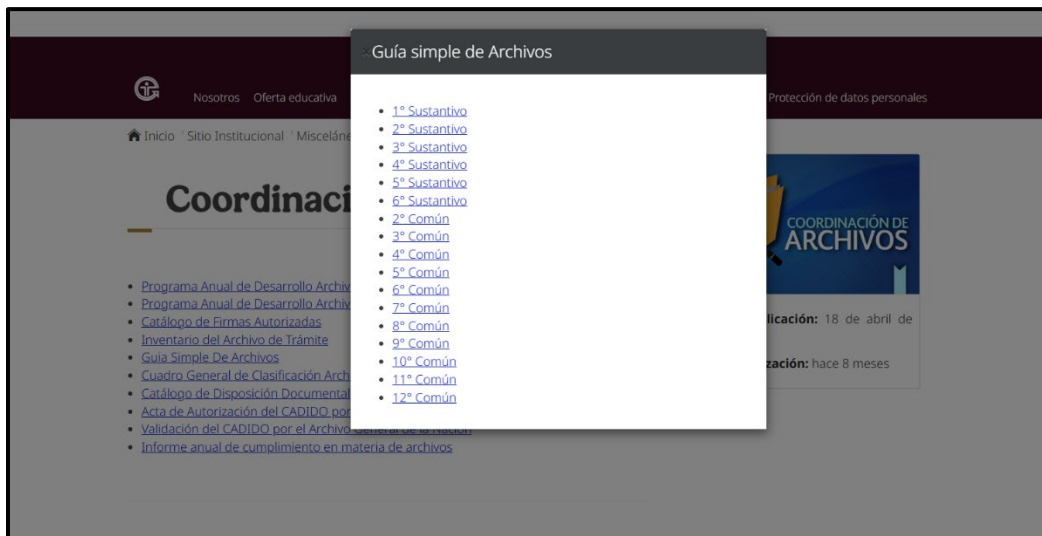 Guía simple de Archivos
Nosotros Oferta educativa
Protección de datos personales
Inicio Sitio Institucional
Coordinaci
1° Sustantivo
2° Sustantivo
3° Sustantivo
4° Sustantivo
5° Sustantivo
6° Sustantivo
2° Común
3° Común
4° Común
5° Común
6° Común
7° Común
8° Común
9° Común
10° Común
11° Común
12° Común
Programa Anual de Desarrollo Archiv
Programa Anual de Desarrollo Archiv
Catálogo de Firmas Autorizadas
Inventario del Archivo de Trámite
Guia Simple De Archivos
Cuadro General de Clasificación Arch
Catálogo de Disposición Documental
Acta de Autorización del CADIDO por
Validación del CADIDO por el Archivo General de la Nación
Informe anual de cumplimiento en materia de archivos
COORDINACIÓN DE
ARCHIVOS
licación: 18 de abril de
zación: hace 8 meses